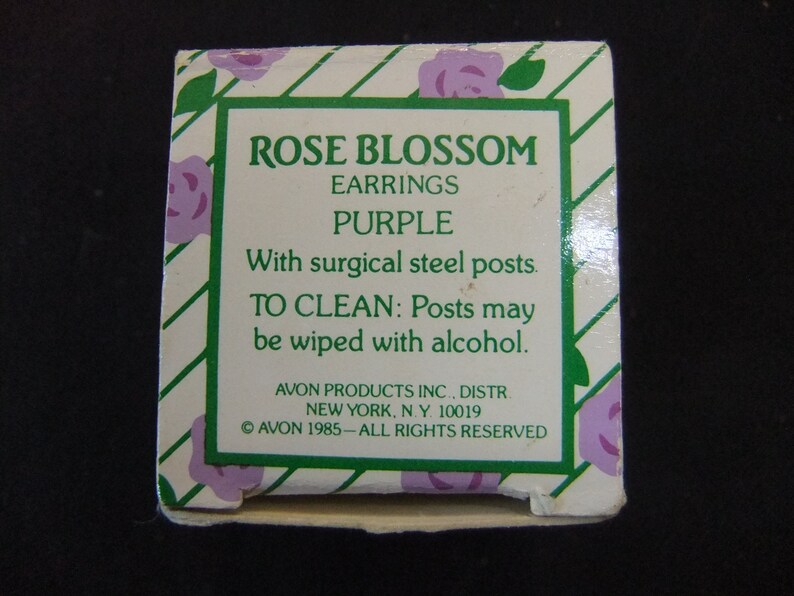 ROSE BLOSSOM
EARRINGS
PURPLE
With surgical steel posts.
TO CLEAN: Posts may
be wiped with alcohol.
AVON PRODUCTS INC., DISTR.
NEW YORK, N.Y. 10019
© AVON 1985—ALL RIGHTS RESERVED